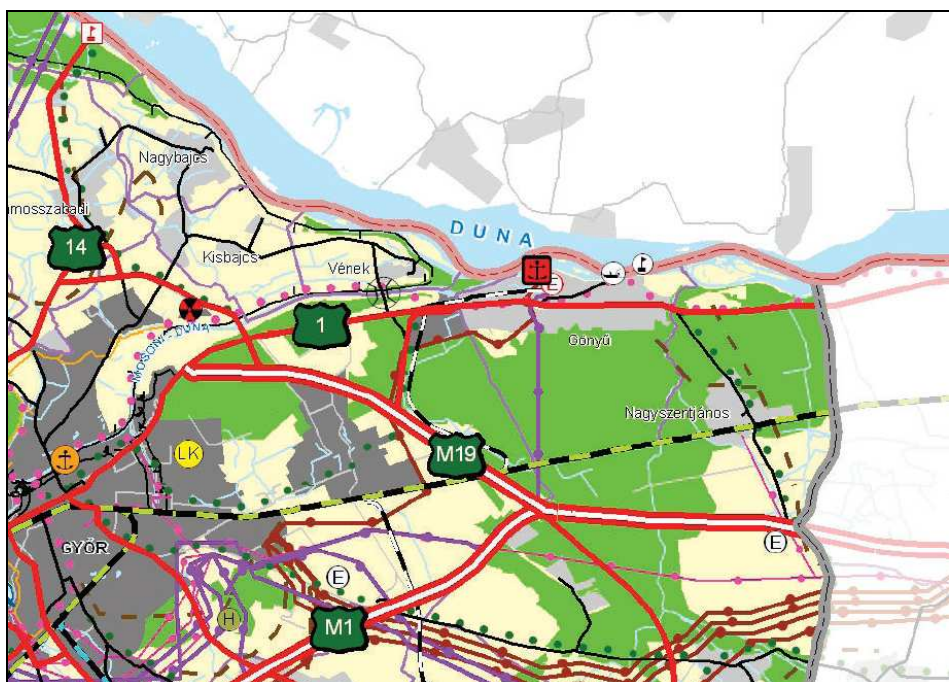 Nagybajcs
mosszabadi
DUNA
14
Kisbajcs
Vének
E
1
Gönyű
MOSONI-DUNA
Nagyszentjános
LK
M19
GYŐR
E
E
H
M1